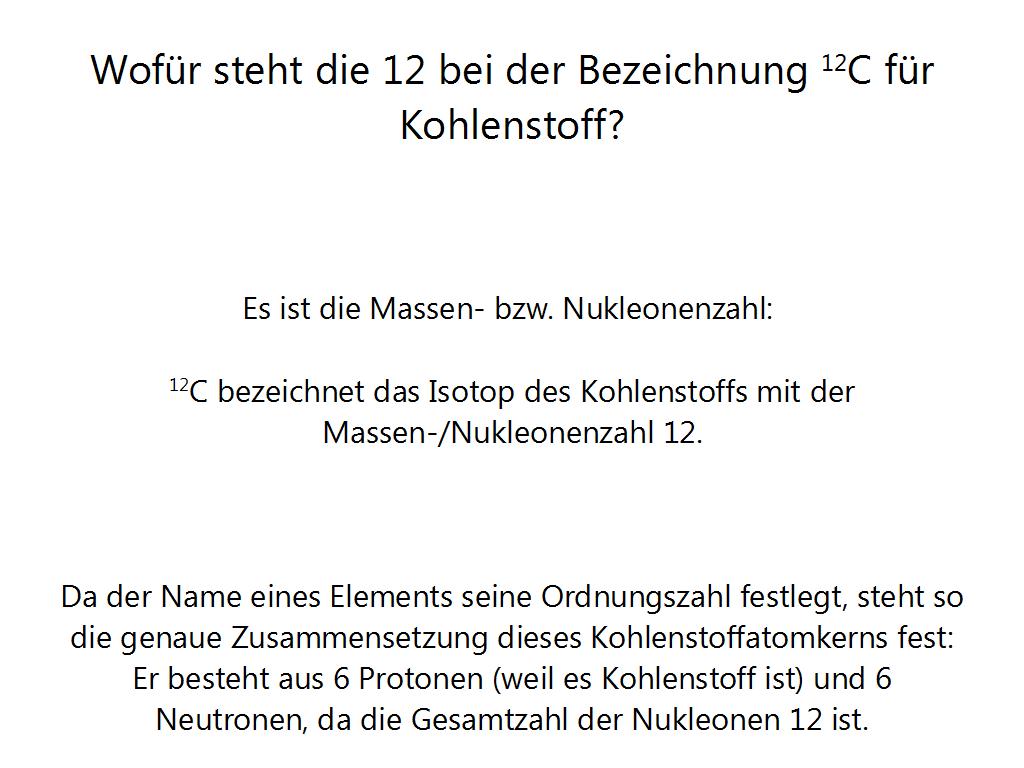 Wofür steht die 12 bei der Bezeichnung ¹²C für
Kohlenstoff?
Es ist die Massen- bzw. Nukleonenzahl:
¹²C bezeichnet das Isotop des Kohlenstoffs mit der
Massen-/Nukleonenzahl 12.
Da der Name eines Elements seine Ordnungszahl festlegt, steht so
die genaue Zusammensetzung dieses Kohlenstoffatomkerns fest:
Er besteht aus 6 Protonen (weil es Kohlenstoff ist) und 6
Neutronen, da die Gesamtzahl der Nukleonen 12 ist.